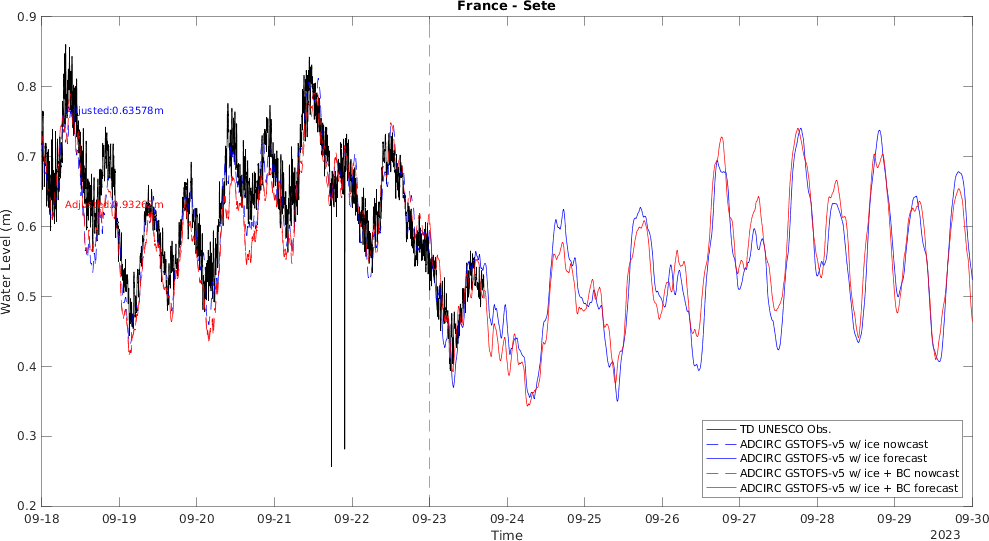 France - Sete
0.9
0.8
0.7
0.6
0.5
0.4
0.3
0.2
Water Level (m)
Adjusted:0.63578m
TD UNESCO Obs.
ADCIRC GSTOFS-v5 w/ ice nowcast
ADCIRC GSTOFS-v5 w/ ice forecast
ADCIRC GSTOFS-v5 w/ ice + BC nowcast
ADCIRC GSTOFS-v5 w/ ice + BC forecast
09-18 09-19 09-20 09-21 09-22 09-23 09-24 09-25 09-26 09-27 09-28 09-29 09-30
Time
2023